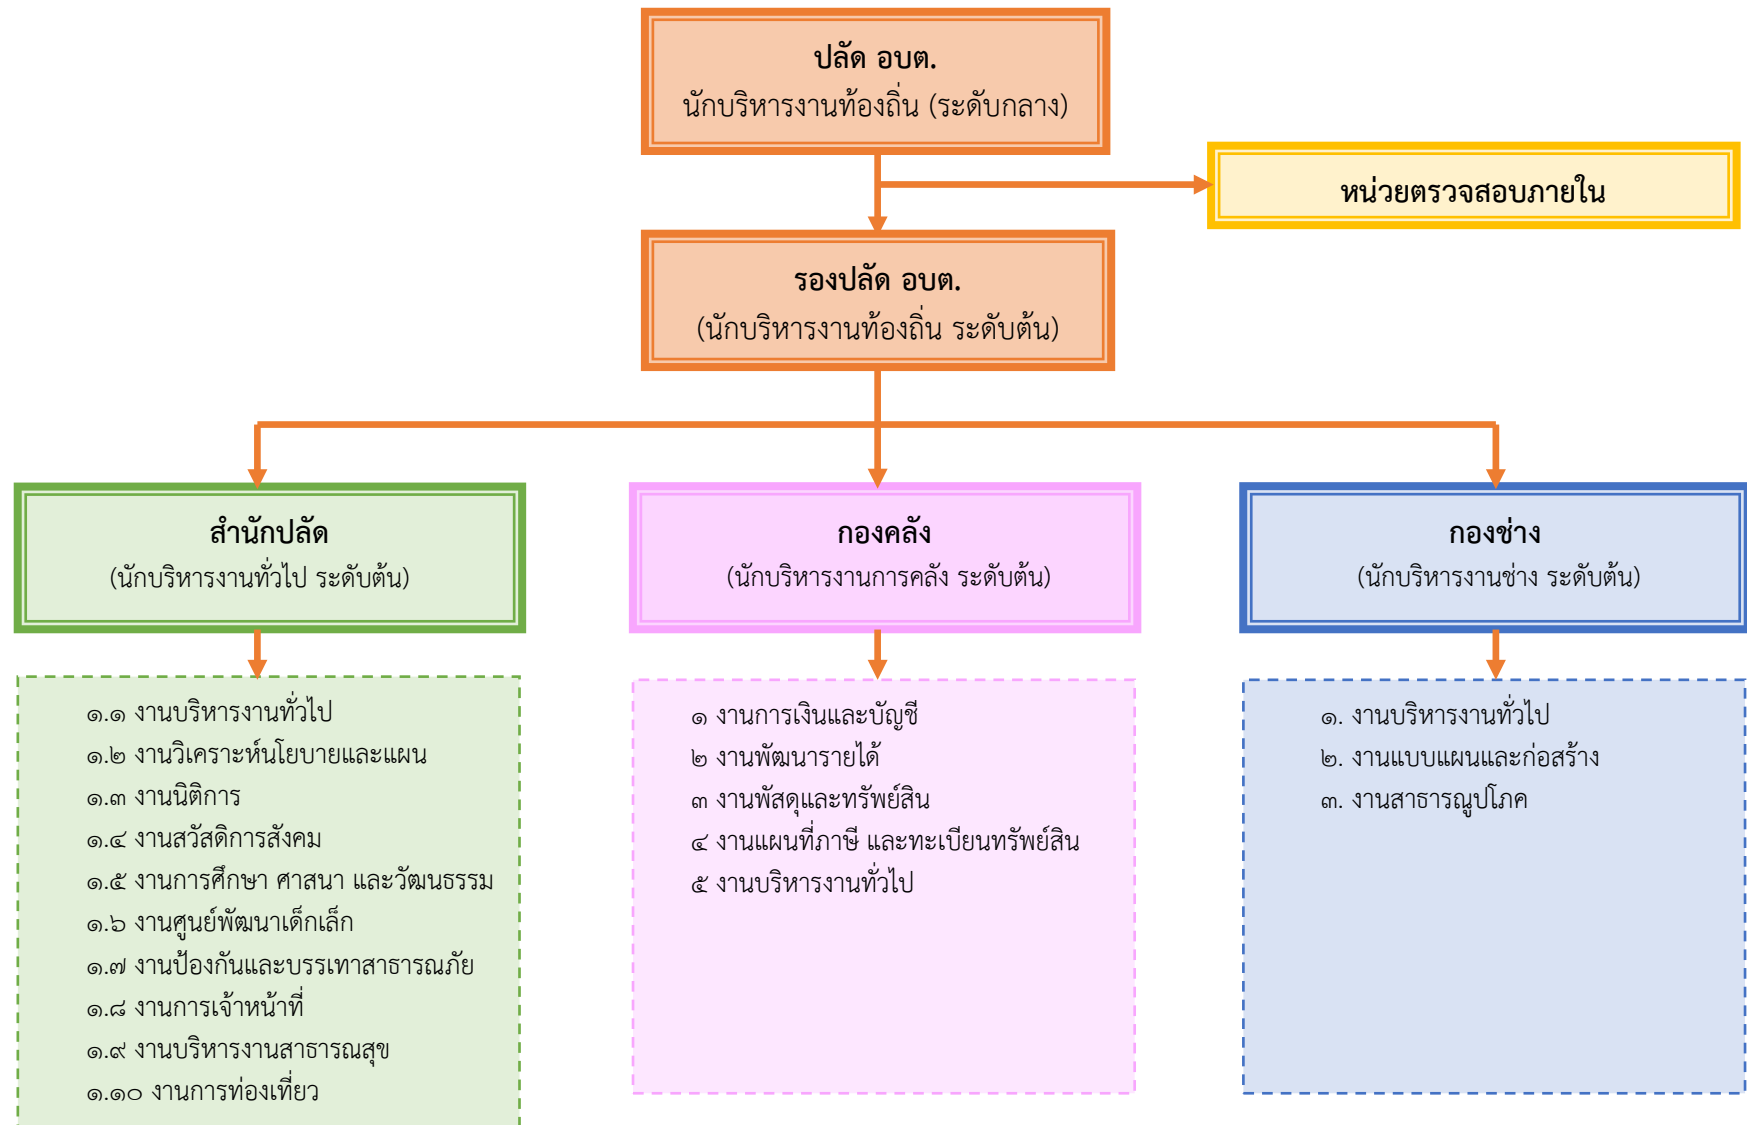 ปลัด อบต.
นักบริหารงานท้องถิ่น (ระดับกลาง)
หน่วยตรวจสอบภายใน
รองปลัด อบต.
(นักบริหารงานท้องถิ่น ระดับต้น)
สำนักปลัด
(นักบริหารงานทั่วไป ระดับต้น)
กองคลัง
(นักบริหารงานการคลัง ระดับต้น)
กองช่าง
(นักบริหารงานช่าง ระดับต้น)
๑.๑ งานบริหารงานทั่วไป
๑.๒ งานวิเคราะห์นโยบายและแผน
๑.๓ งานนิติการ
๑.๔ งานสวัสดิการสังคม
๑.๕ งานการศึกษา ศาสนา และวัฒนธรรม
๑.๖ งานศูนย์พัฒนาเด็กเล็ก
๑.๗ งานป้องกันและบรรเทาสาธารณภัย
๑.๘ งานการเจ้าหน้าที่
๑.๙ งานบริหารงานสาธารณสุข
๑.๑๐ งานการท่องเที่ยว
๑ งานการเงินและบัญชี
๒ งานพัฒนารายได้
๓ งานพัสดุและทรัพย์สิน
๔ งานแผนที่ภาษี และทะเบียนทรัพย์สิน
๕ งานบริหารงานทั่วไป
๑. งานบริหารงานทั่วไป
๒. งานแบบแผนและก่อสร้าง
๓. งานสาธารณูปโภค